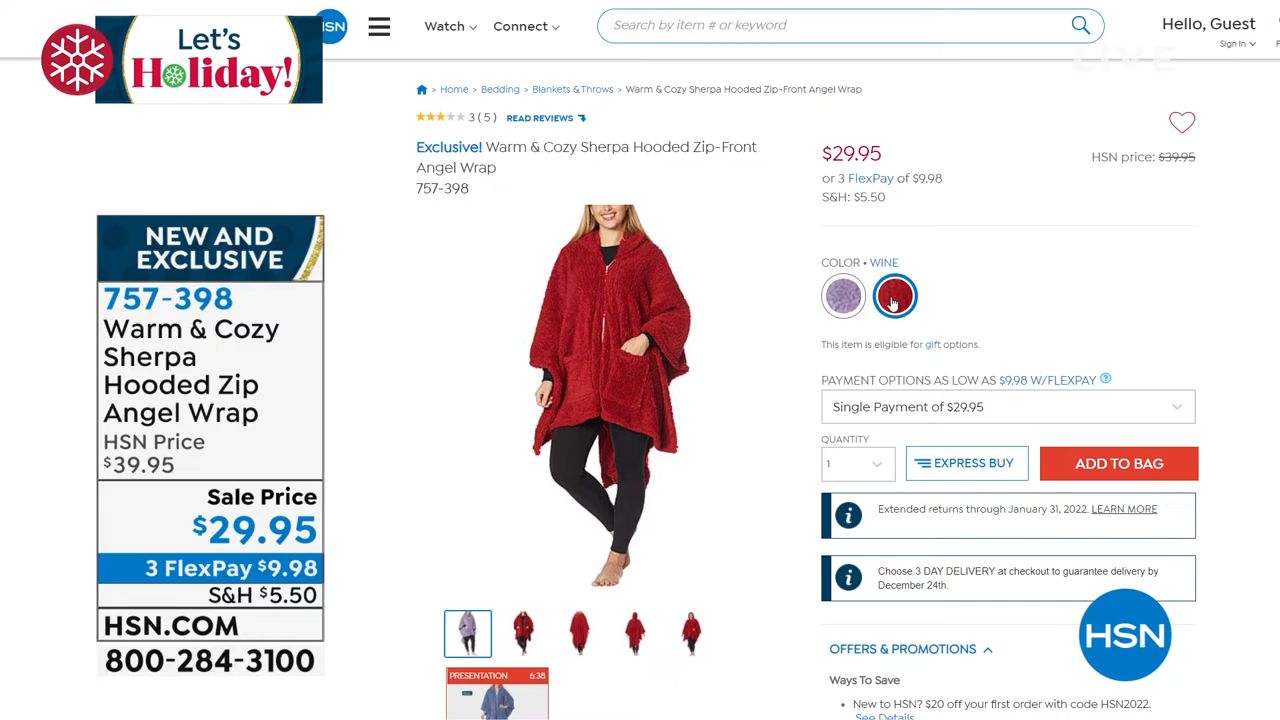 Let's
Holiday!
HSN
Watch
Connect
Search by item # or keyword
Hello, Guest
Sign In
LIVE
Home > Bedding > Blankets & Throws > Warm & Cozy Sherpa Hooded Zip-Front Angel Wrap
3 ( 5 ) READ REVIEWS
Exclusive! Warm & Cozy Sherpa Hooded Zip-Front
Angel Wrap
757-398
$29.95
HSN price: $39.95
or 3 FlexPay of $9.98
S&H: $5.50
COLOR • WINE
This item is eligible for gift options.
PAYMENT OPTIONS AS LOW AS $9.98 W/FLEXPAY ?
Single Payment of $29.95
QUANTITY
1
EXPRESS BUY
ADD TO BAG
Extended returns through January 31, 2022. LEARN MORE
Choose 3 DAY DELIVERY at checkout to guarantee delivery by
December 24th.
OFFERS & PROMOTIONS
Ways To Save
• New to HSN? $20 off your first order with code HSN2022.
See Details
HSN
PRESENTATION 6:38
NEW AND
EXCLUSIVE
757-398
Warm & Cozy
Sherpa
Hooded Zip
Angel Wrap
HSN Price
$39.95
Sale Price
$29.95
3 FlexPay $9.98
S&H $5.50
HSN.COM
800-284-3100